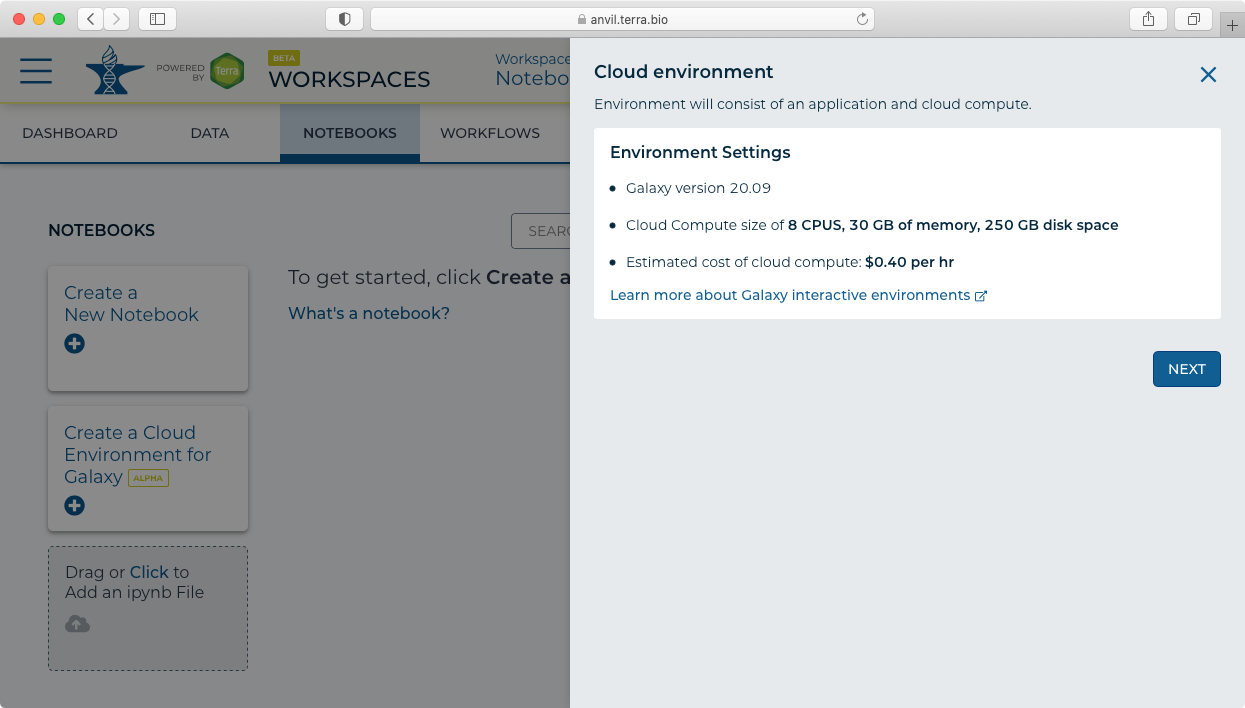 anvil.terra.bio
POWERED
BY
Terra
BETA
WORKSPACES
Workspace
Notebo
DASHBOARD
DATA
NOTEBOOKS
WORKFLOWS
NOTEBOOKS
SEARC
Create a
New Notebook
To get started, click Create a
What's a notebook?
Create a Cloud
Environment for
Galaxy ALPHA
Drag or Click to
Add an ipynb File
Cloud environment
Environment will consist of an application and cloud compute.
Environment Settings
Galaxy version 20.09
Cloud Compute size of 8 CPUS, 30 GB of memory, 250 GB disk space
Estimated cost of cloud compute: $0.40 per hr
Learn more about Galaxy interactive environments
NEXT